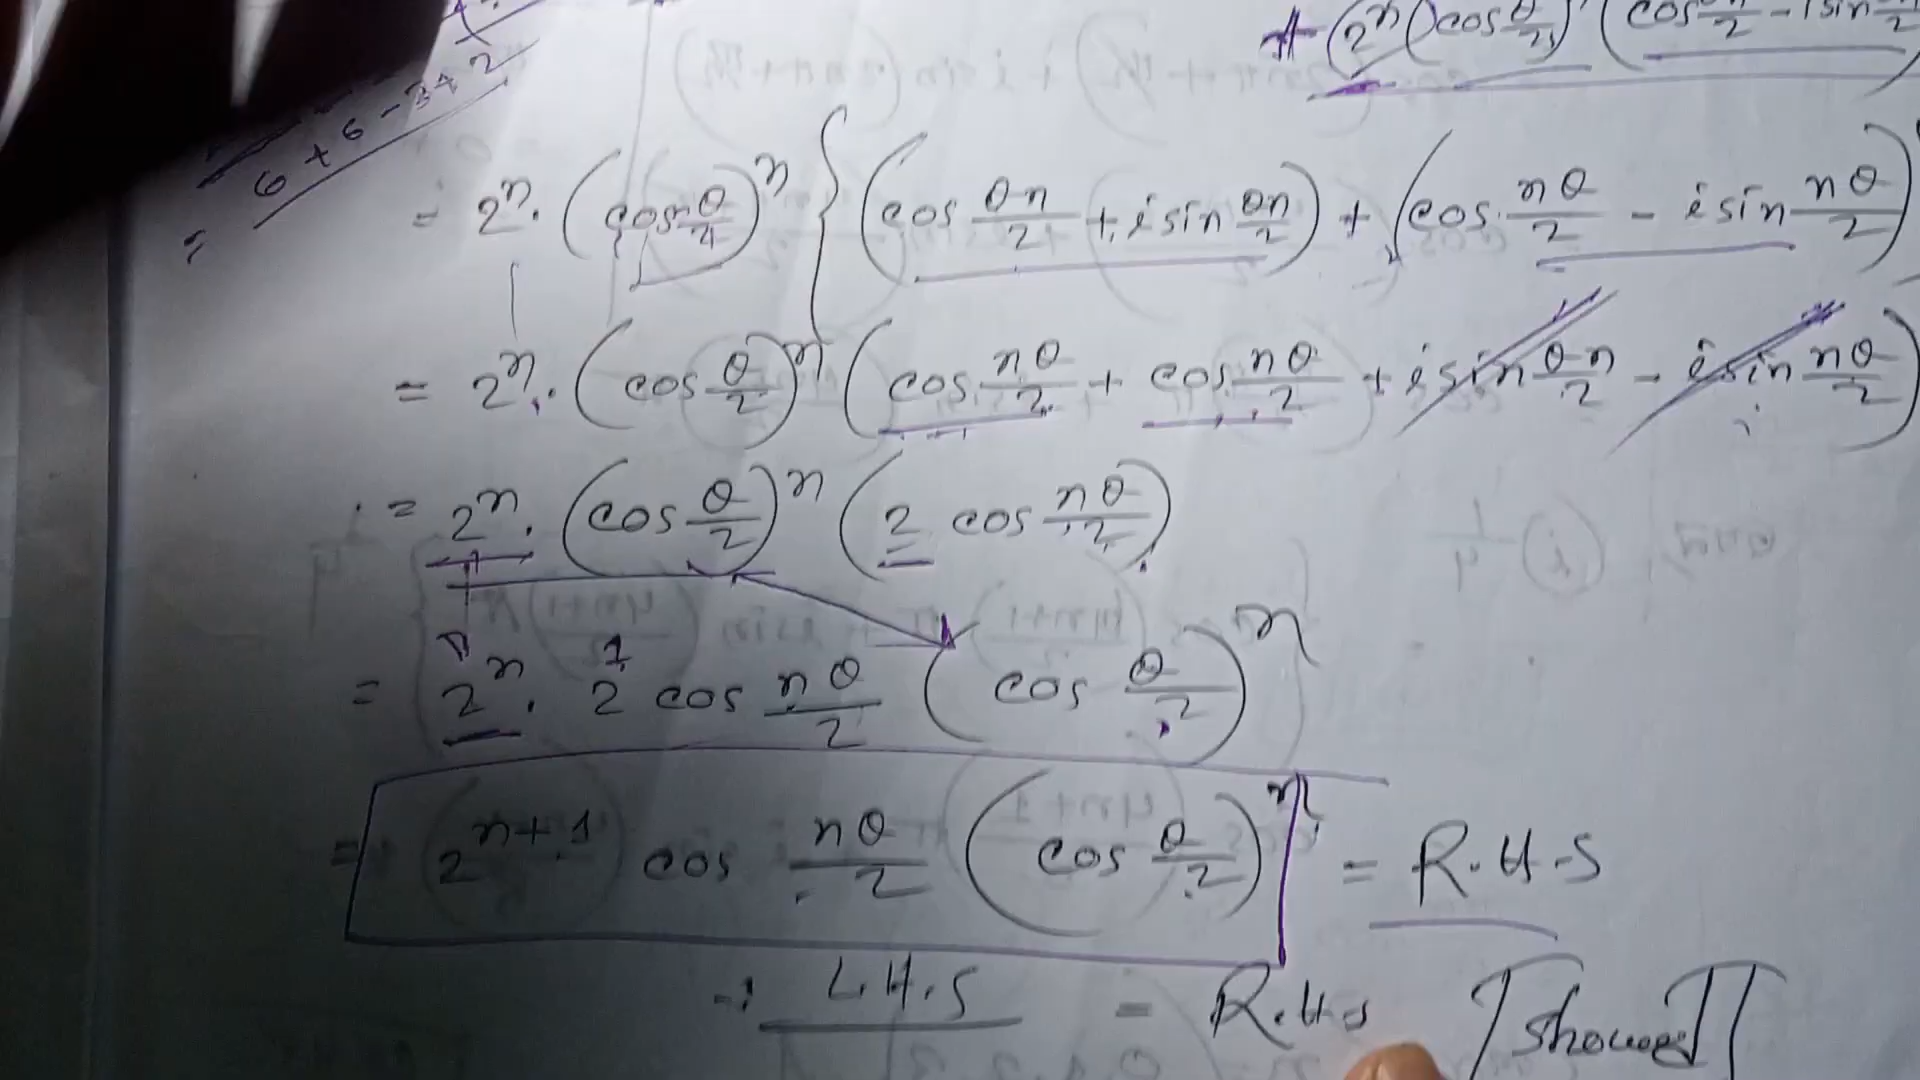 + (2^n (cos θ/2)^n (cos θn/2 - i sin
= 6 + 6 - 3 + 2
= 2^n . (cos θ/2)^n { (cos θn/2 + i sin θn/2) + (cos nθ/2 - i sin nθ/2)
= 2^n . (cos θ/2)^n (cos nθ/2 + cos nθ/2 + i sin θn/2 - i sin nθ/2)
= 2^n . (cos θ/2)^n (2 cos nθ/2)
= 2^n . 2^1 cos nθ/2 (cos θ/2)^n
= 2^(n+1) cos nθ/2 (cos θ/2)^n = R.H.S
∴ L.H.S = R.H.S [showed]